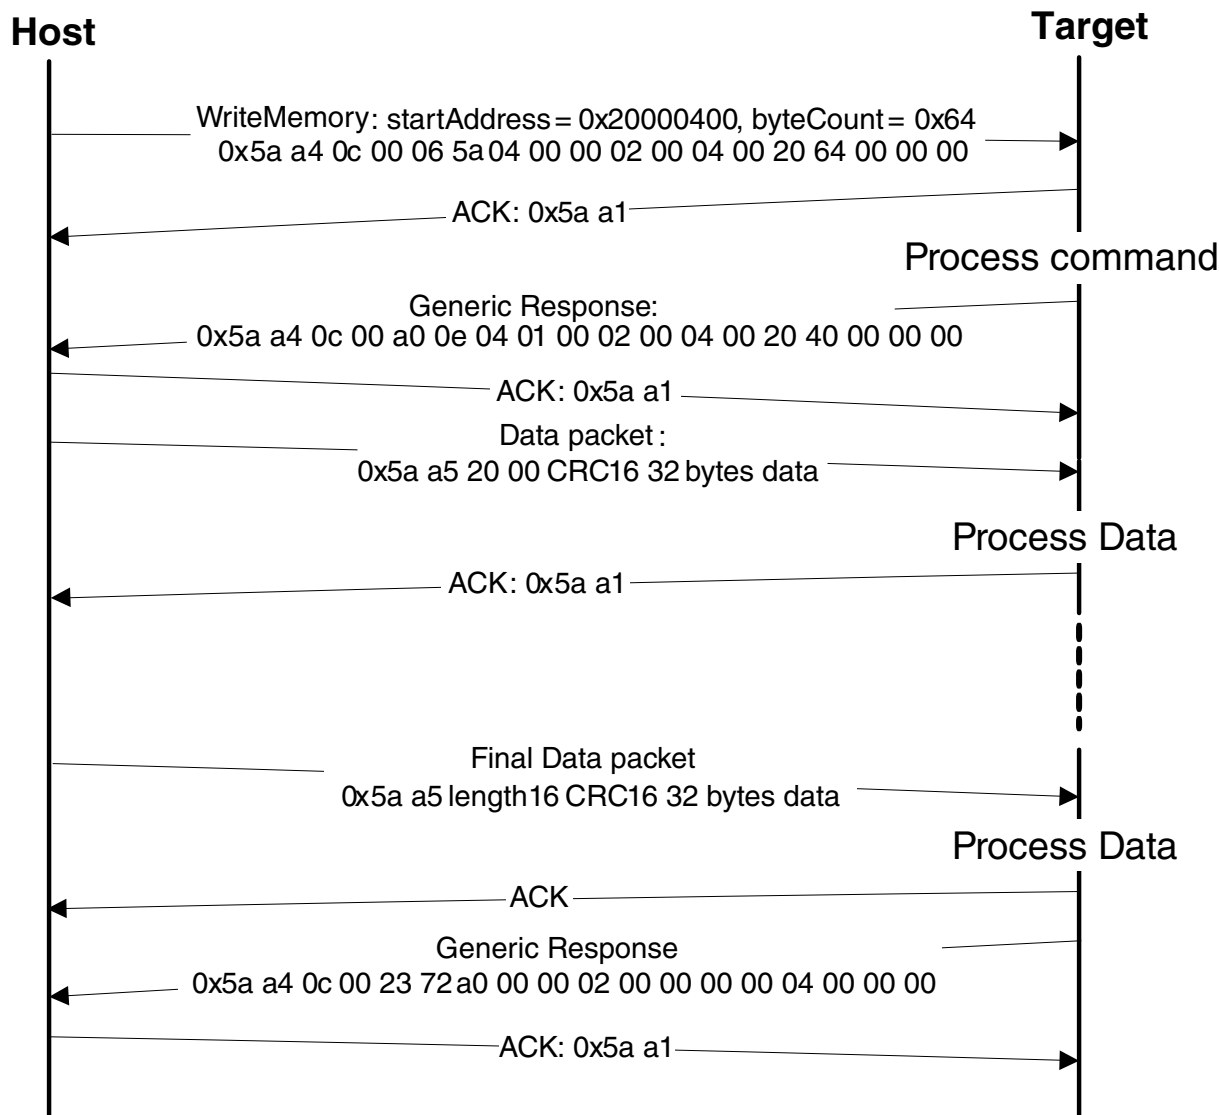 Host
Target
WriteMemory: startAddress = 0x20000400, byteCount = 0x64
0x5a a4 0c 00 06 5a 04 00 00 02 00 04 00 20 64 00 00 00
ACK: 0x5a a1
Process command
Generic Response:
0x5a a4 0c 00 a0 0e 04 01 00 02 00 04 00 20 40 00 00 00
ACK: 0x5a a1
Data packet :
0x5a a5 20 00 CRC16 32 bytes data
Process Data
ACK: 0x5a a1
Final Data packet
0x5a a5 length16 CRC16 32 bytes data
Process Data
ACK
Generic Response
0x5a a4 0c 00 23 72 a0 00 00 02 00 00 00 00 04 00 00 00
ACK: 0x5a a1